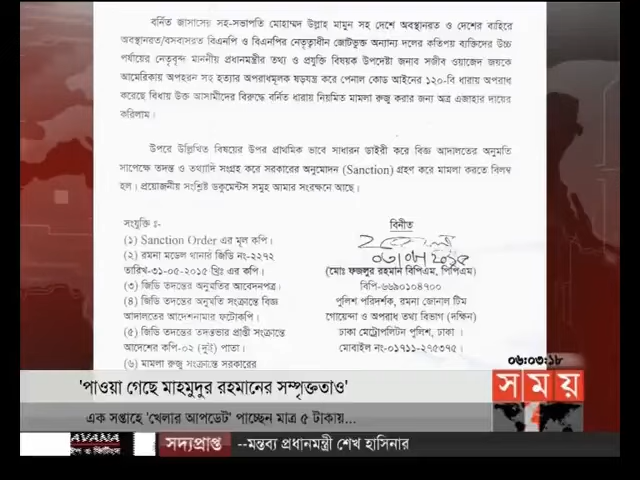 বর্নিত জাসাসের সহ-সভাপতি মোহাম্মদ উল্লাহ মামুন সহ দেশে অবস্থানরত ও দেশের বাহিরে
অবস্থানরত/বসবাসরত বিএনপি ও বিএনপির নেতৃত্বাধীন জোটভুক্ত অন্যান্য দলের কতিপয় ব্যক্তিদের উচ্চ
পর্যায়ের নেতৃবৃন্দ মাননীয় প্রধানমন্ত্রীর তথ্য ও প্রযুক্তি বিষয়ক উপদেষ্টা জনাব সজীব ওয়াজেদ জয়কে
আমেরিকায় অপহরন সহ হত্যার অপরাধমূলক ষড়যন্ত্র করে পেনাল কোড আইনের ১২০-বি ধারায় অপরাধ
করেছে বিধায় উক্ত আসামীদের বিরুদ্ধে বর্নিত ধারায় নিয়মিত মামলা রুজু করার জন্য অত্র এজাহার দায়ের
করিলাম।
উপরে উল্লিখিত বিষয়ের উপর প্রাথমিক ভাবে সাধারন ডাইরী করে বিজ্ঞ আদালতের অনুমতি
সাপেক্ষে তদন্ত ও তথ্যাদি সংগ্রহ করে সরকারের অনুমোদন (Sanction) গ্রহণ করে মামলা করতে বিলম্ব
হল। প্রয়োজনীয় সংশ্লিষ্ট ডকুমেন্টস সমুহ আমার সংরক্ষনে আছে।
সংযুক্তি ঃ-
(১) Sanction Order এর মূল কপি।
(২) রমনা মডেল থানার জিডি নং-২২৭২
তারিখ-৩১-০৫-২০১৫ খ্রিঃ এর কপি।
(৩) জিডি তদন্তের অনুমতির আবেদনপত্র।
(৪) জিডি তদন্তের অনুমতি সংক্রান্তে বিজ্ঞ
আদালতের আদেশনামার ফটোকপি।
(৫) জিডি তদন্তের তদন্তভার প্রাপ্তী সংক্রান্তে
আদেশের কপি-০২ (দুই) পাতা।
(৬) মামলা রুজু সংক্রান্তে সরকারের
বিনীত
০৩/০৮/২০১৫
(মোঃ ফজলুর রহমান বিপিএম, পিপিএম)
বিপি-৬৬৯০১০৪৭০০
পুলিশ পরিদর্শক, রমনা জোনাল টিম
গোয়েন্দা ও অপরাধ তথ্য বিভাগ (দক্ষিন)
ঢাকা মেট্রোপলিটন পুলিশ, ঢাকা।
মোবাইল নং-০১৭১১-২৭৫৩৭৫।
০৬:০৩:১৮
সময়
'পাওয়া গেছে মাহমুদুর রহমানের সম্পৃক্ততাও'
এক সপ্তাহে 'খেলার আপডেট' পাচ্ছেন মাত্র ৫ টাকায়...
সদ্যপ্রাপ্ত --মন্তব্য প্রধানমন্ত্রী শেখ হাসিনার